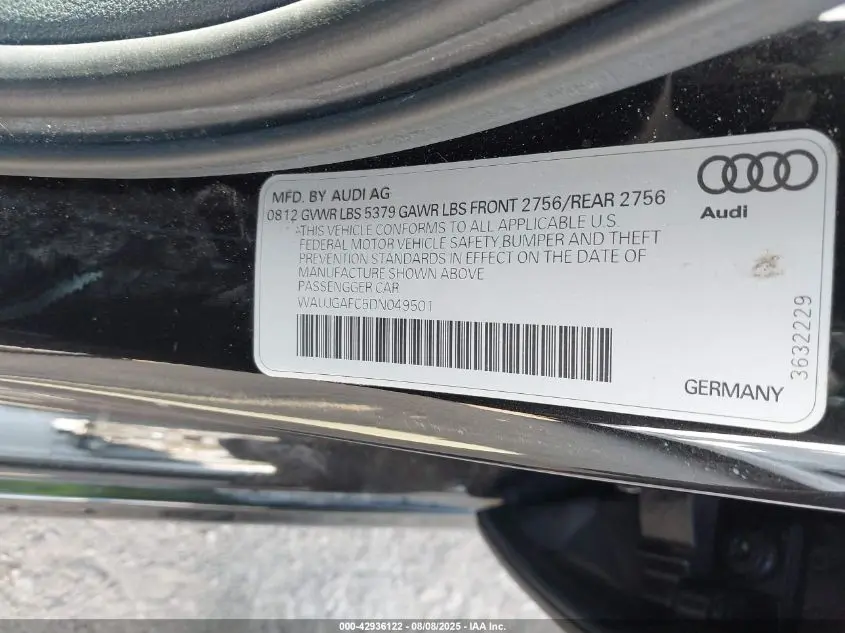 MFD. BY AUDI AG
0812 GVWR LBS 5379 GAWR LBS FRONT 2756/REAR 2756
THIS VEHICLE CONFORMS TO ALL APPLICABLE U.S.
FEDERAL MOTOR VEHICLE SAFETY BUMPER AND THEFT
PREVENTION STANDARDS IN EFFECT ON THE DATE OF
MANUFACTURE SHOWN ABOVE
PASSENGGER CAR
WAUJGAFC5DN049501
Audi
3632229
GERMANY
000-42936122 | 08/08/2025 - IAA Inc.